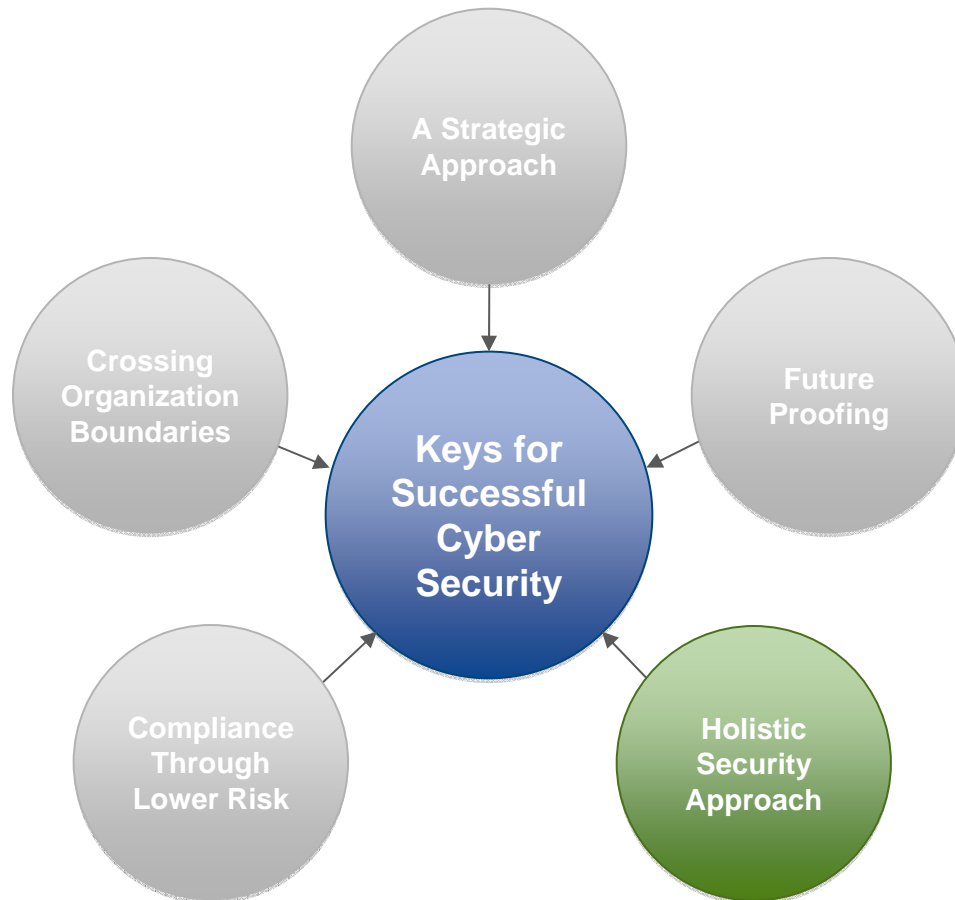 A Strategic
Approach
Crossing
Organization
Boundaries
Future
Proofing
Keys for
Successful
Cyber
Security
Compliance
Through
Lower Risk
Holistic
Security
Approach